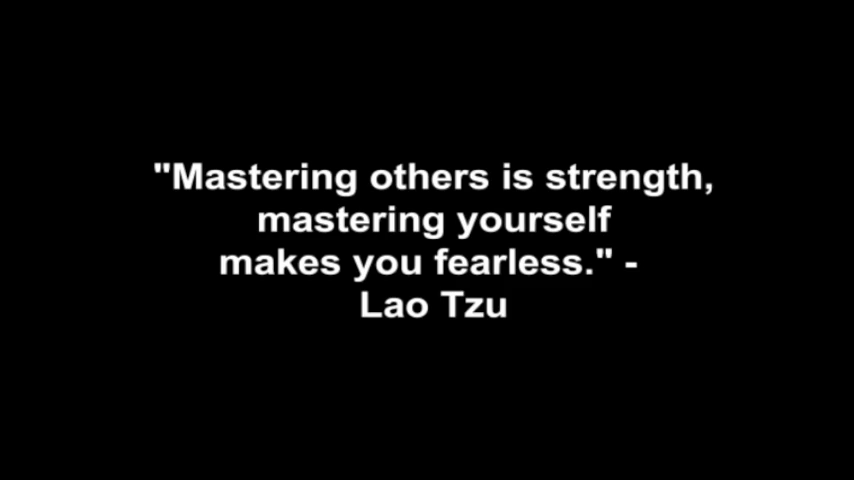 "Mastering others is strength,
mastering yourself
makes you fearless." -
Lao Tzu